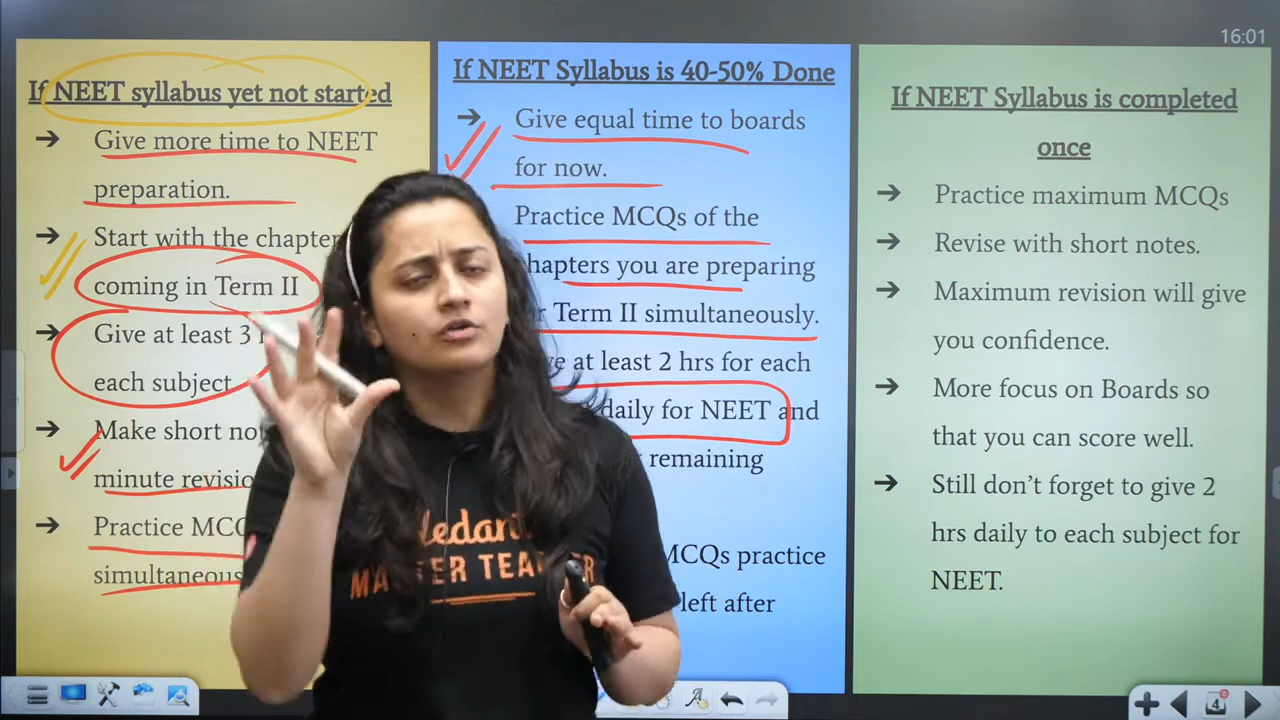 16:01
If NEET syllabus yet not started
➔ Give more time to NEET
preparation.
➔ Start with the chapter
coming in Term II
➔ Give at least 3
each subject
➔ Make short
minute
➔ Practice
If NEET Syllabus is 40-50% Done
➔ Give equal time to boards
for now.
Practice MCQs of the
chapters you are preparing
Term II simultaneously.
at least 2 hrs for each
daily for NEET and
remaining
MCQs practice
left after
If NEET Syllabus is completed
once
➔ Practice maximum MCQs
➔ Revise with short notes.
➔ Maximum revision will give
you confidence.
➔ More focus on Boards so
that you can score well.
➔ Still don't forget to give 2
hrs daily to each subject for
NEET.
MASTER TEACHER
4